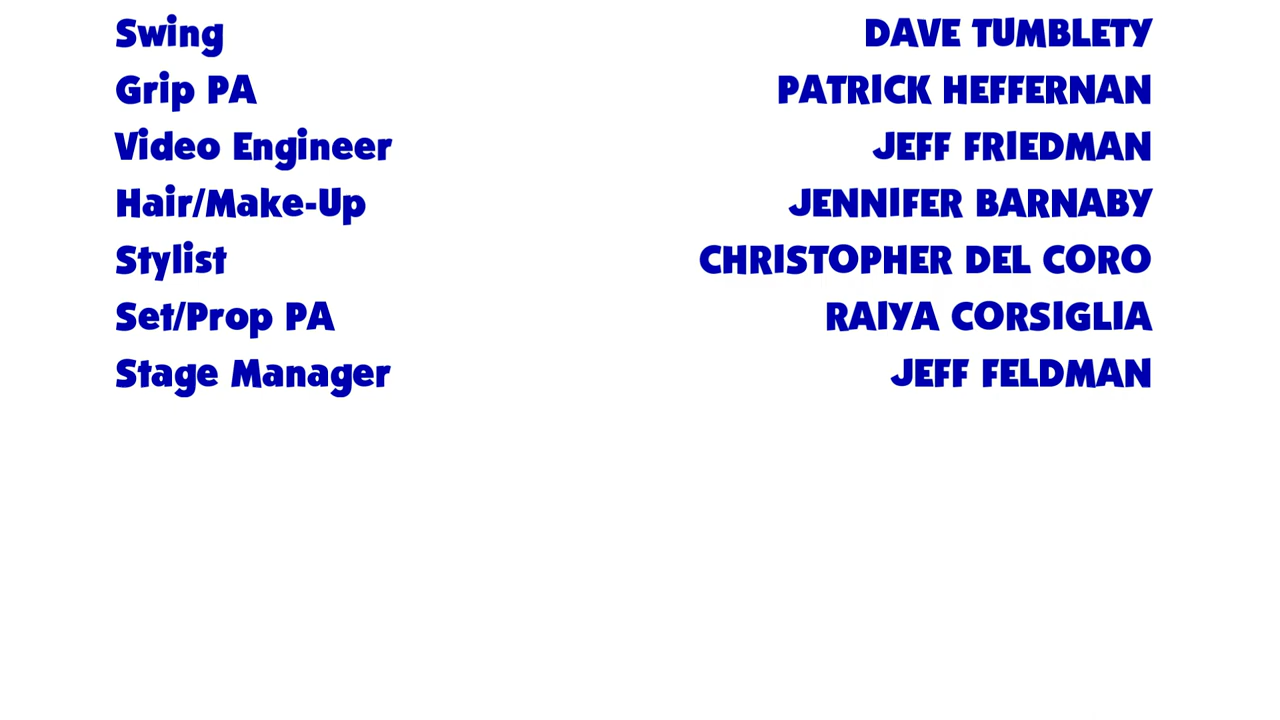 Swing DAVE TUMBLETY
Grip PA PATRICK HEFFERNAN
Video Engineer JEFF FRIEDMAN
Hair/Make-Up JENNIFER BARNABY
Stylist CHRISTOPHER DEL CORO
Set/Prop PA RAIYA CORSIGLIA
Stage Manager JEFF FELDMAN